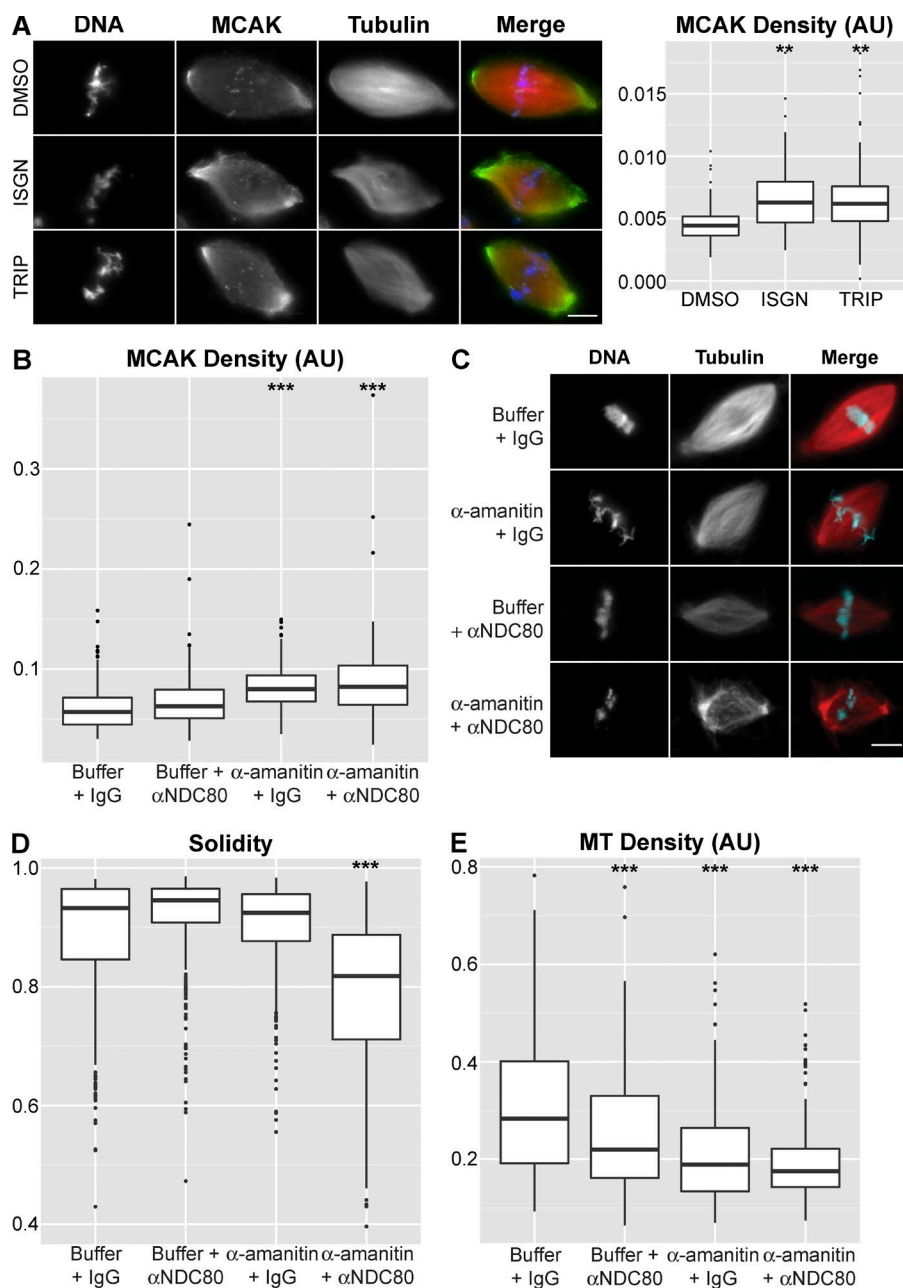 A
DNA MCAK Tubulin Merge
DMSO
ISGN
TRIP
MCAK Density (AU)
** **
0.015
0.010
0.005
0.000
DMSO ISGN TRIP
B
MCAK Density (AU)
*** ***
0.3
0.2
0.1
Buffer + IgG
Buffer + αNDC80
α-amanitin + IgG
α-amanitin + αNDC80
C
DNA Tubulin Merge
Buffer + IgG
α-amanitin + IgG
Buffer + αNDC80
α-amanitin + αNDC80
D
Solidity
***
1.0
0.8
0.6
0.4
Buffer + IgG
Buffer + αNDC80
α-amanitin + IgG
α-amanitin + αNDC80
E
MT Density (AU)
*** *** ***
0.8
0.6
0.4
0.2
Buffer + IgG
Buffer + αNDC80
α-amanitin + IgG
α-amanitin + αNDC80